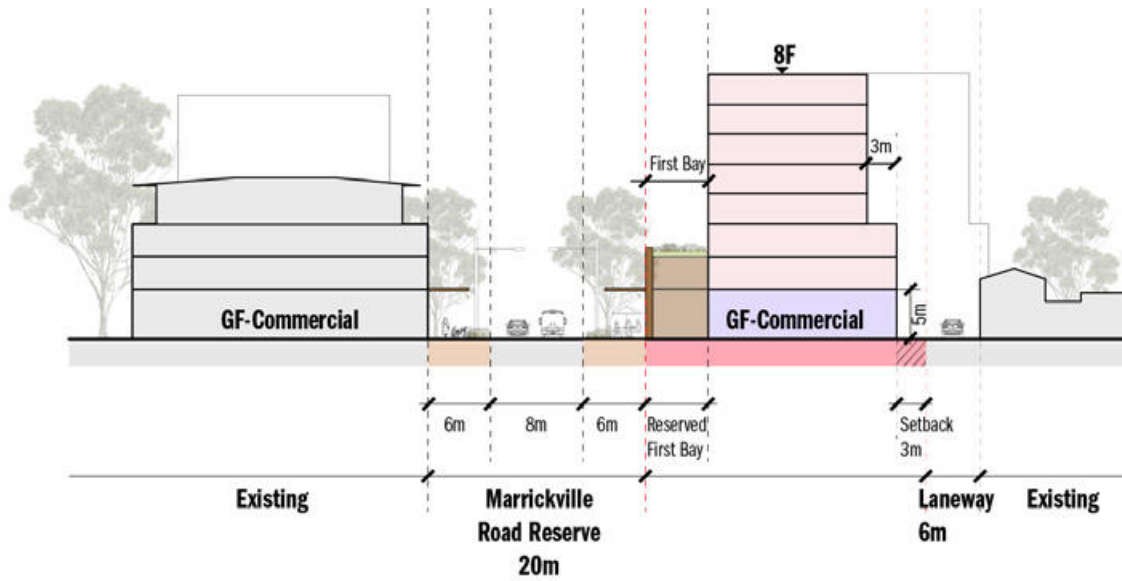 8F
3m
First Bay
GF-Commercial
GF-Commercial
5m
6m
8m
6m
Reserved
First Bay
Setback
3m
Existing
Marrickville
Road Reserve
20m
Laneway
6m
Existing